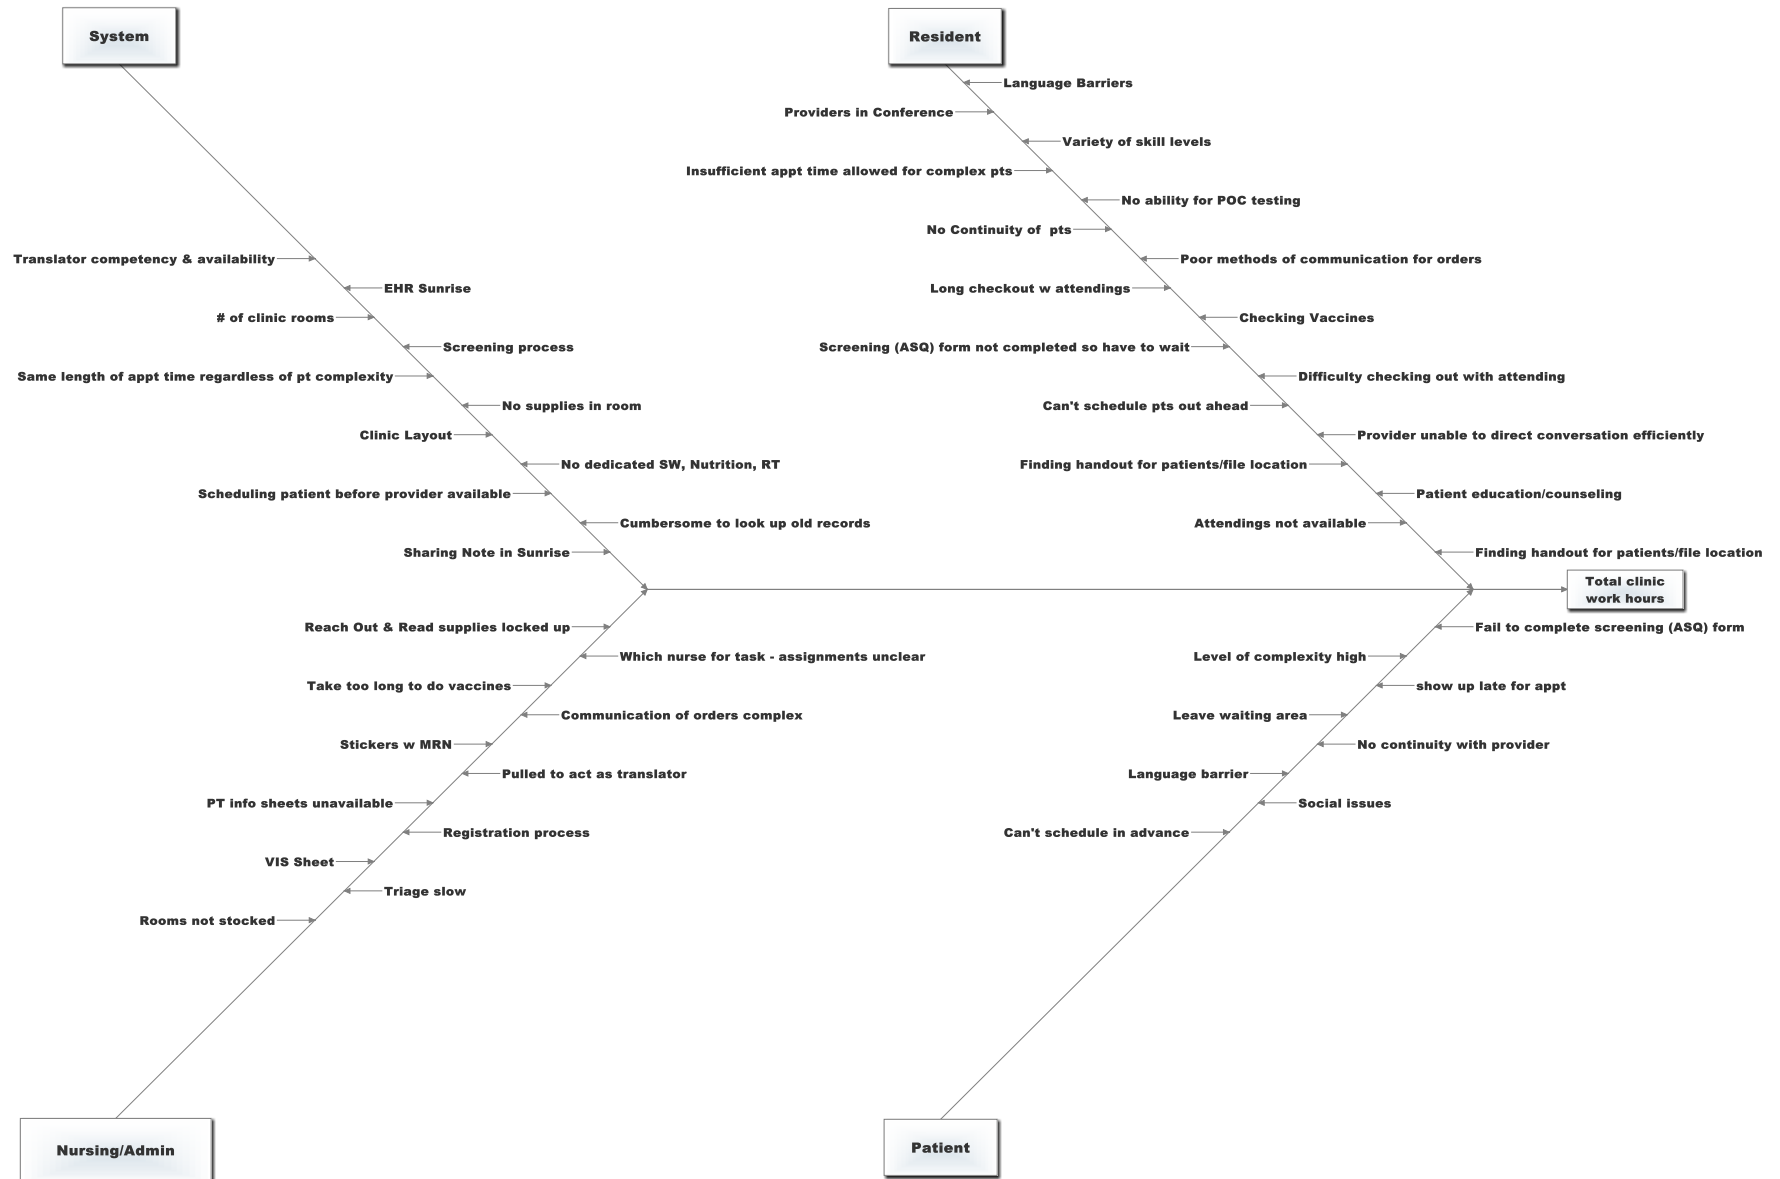 System
Resident
Language Barriers
Providers in Conference
Variety of skill levels
Insufficient appt time allowed for complex pts
No ability for POC testing
No Continuity of  pts
Translator competency & availability
Poor methods of communication for orders
EHR Sunrise
Long checkout w attendings
# of clinic rooms
Checking Vaccines
Screening process
Screening (ASQ) form not completed so have to wait
Same length of appt time regardless of pt complexity
Difficulty checking out with attending
No supplies in room
Can't schedule pts out ahead
Clinic Layout
Provider unable to direct conversation efficiently
No dedicated SW, Nutrition, RT
Finding handout for patients/file location
Scheduling patient before provider available
Patient education/counseling
Cumbersome to look up old records
Attendings not available
Sharing Note in Sunrise
Finding handout for patients/file location
Total clinic
work hours
Reach Out & Read supplies locked up
Fail to complete screening (ASQ) form
Which nurse for task - assignments unclear
Level of complexity high
Take too long to do vaccines
show up late for appt
Communication of orders complex
Leave waiting area
Stickers w MRN
No continuity with provider
Pulled to act as translator
Language barrier
PT info sheets unavailable
Social issues
Registration process
Can't schedule in advance
VIS Sheet
Triage slow
Rooms not stocked
Nursing/Admin
Patient